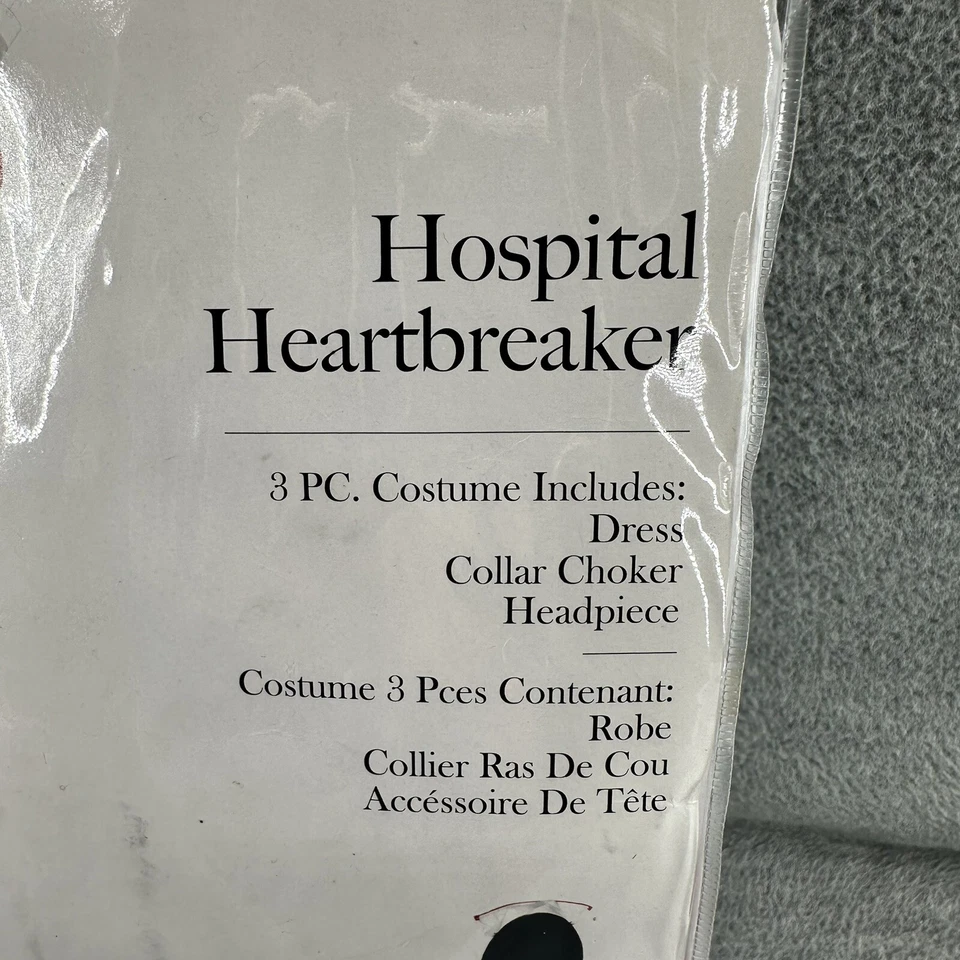 Hospital
Heartbreaker
3 PC. Costume Includes:
Dress
Collar Choker
Headpiece
Costume 3 Pces Contenant:
Robe
Collier Ras De Cou
Accéssoire De Tête